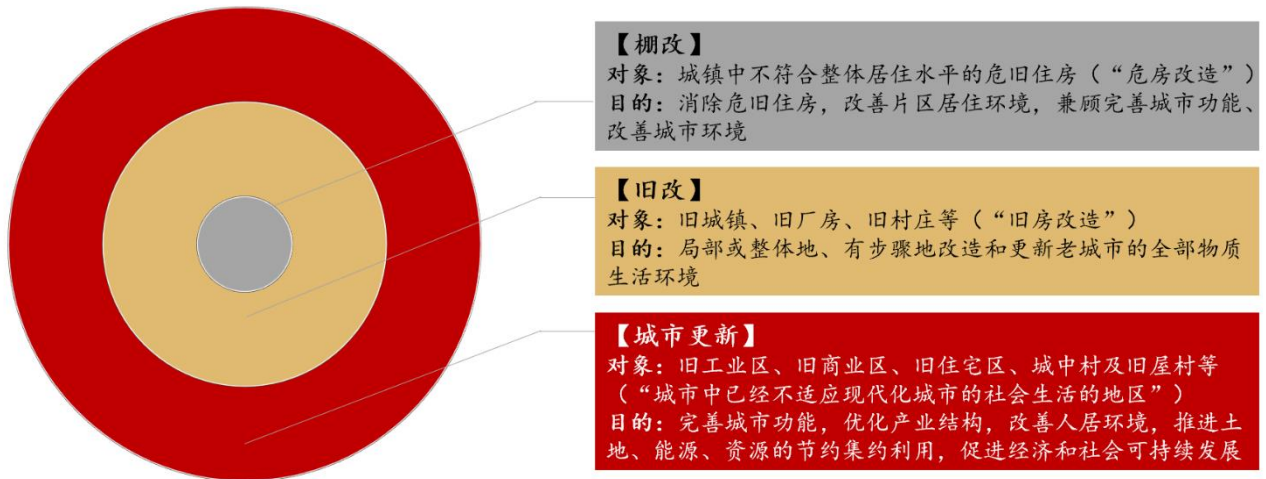 【棚改】
对象：城镇中不符合整体居住水平的危旧住房（“危房改造”）
目的：消除危旧住房，改善片区居住环境，兼顾完善城市功能、
改善城市环境
【旧改】
对象：旧城镇、旧厂房、旧村庄等（“旧房改造”）
目的：局部或整体地、有步骤地改造和更新老城市的全部物质
生活环境
【城市更新】
对象：旧工业区、旧商业区、旧住宅区、城中村及旧屋村等
（“城市中已经不适应现代化城市的社会生活的地区”）
目的：完善城市功能，优化产业结构，改善人居环境，推进土
地、能源、资源的节约集约利用，促进经济和社会可持续发展